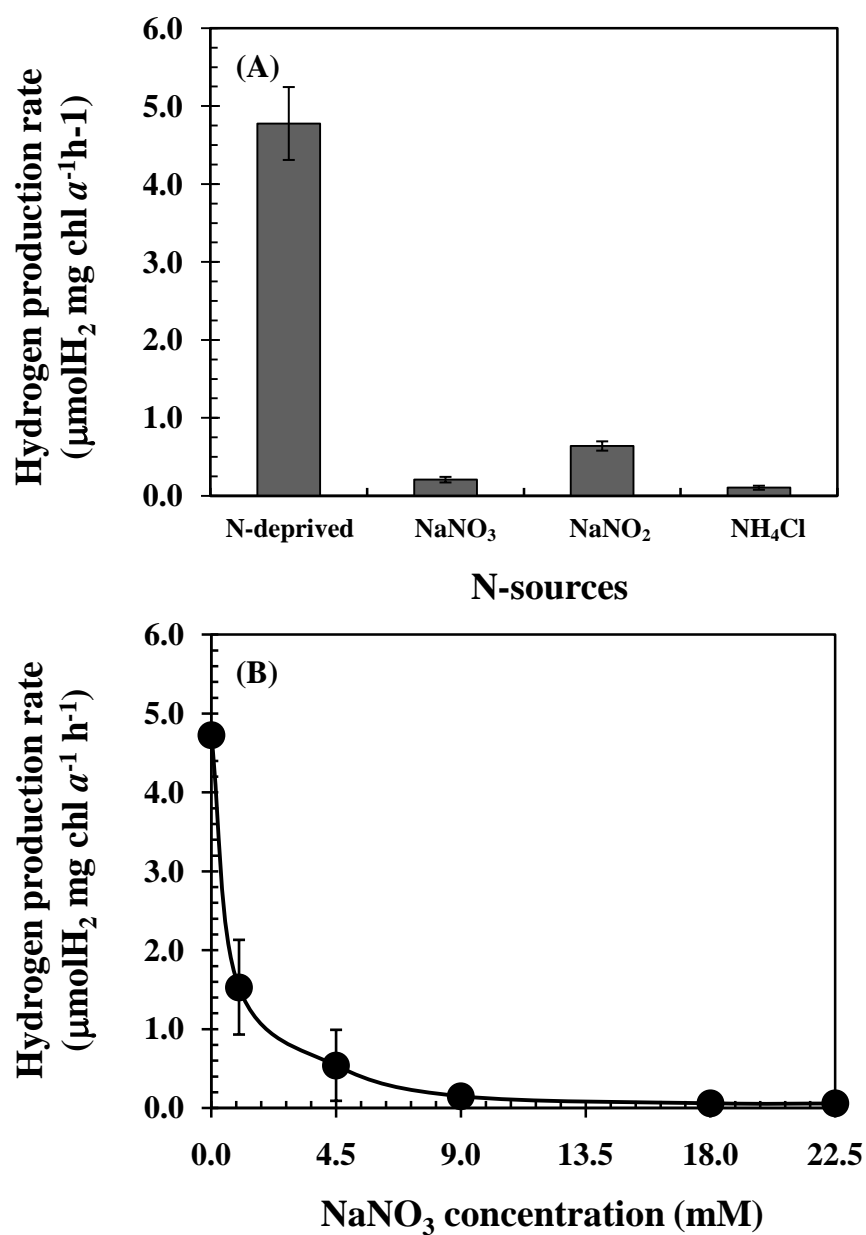 Hydrogen production rate
(μmolH₂ mg chl a⁻¹h-1)
6.0
5.0
4.0
3.0
2.0
1.0
0.0
(A)
N-deprived NaNO₃ NaNO₂ NH₄Cl
N-sources
Hydrogen production rate
(μmolH₂ mg chl a⁻¹ h⁻¹)
6.0
5.0
4.0
3.0
2.0
1.0
0.0
(B)
0.0 4.5 9.0 13.5 18.0 22.5
NaNO₃ concentration (mM)